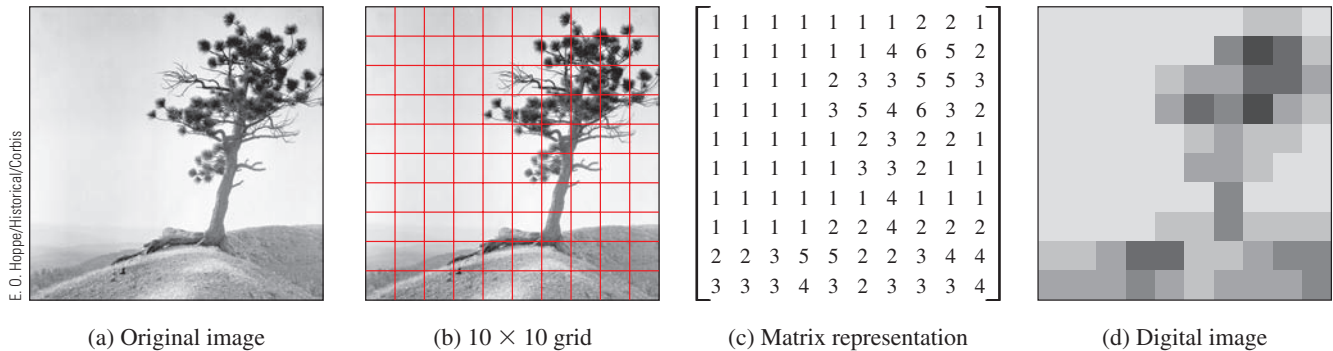 E. O. Hoppe/Historical/Corbis
1 1 1 1 1 1 1 2 2 1
1 1 1 1 1 1 4 6 5 2
1 1 1 1 2 3 3 5 5 3
1 1 1 1 3 5 4 6 3 2
1 1 1 1 1 2 3 2 2 1
1 1 1 1 1 3 3 2 1 1
1 1 1 1 1 1 4 1 1 1
1 1 1 1 2 2 4 2 2 2
2 2 3 5 5 2 2 3 4 4
3 3 3 4 3 2 3 3 3 4
(a) Original image
(b) 10 × 10 grid
(c) Matrix representation
(d) Digital image